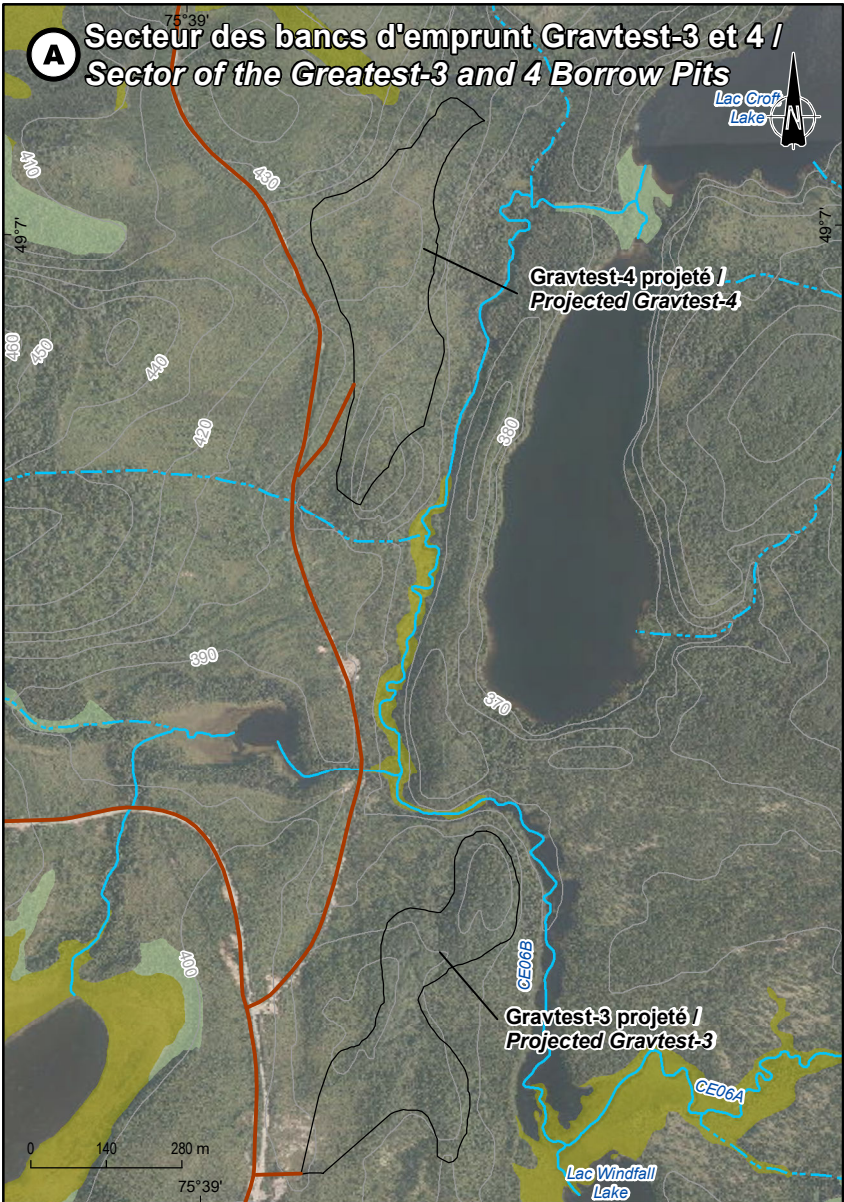 75°39'
A
Secteur des bancs d'emprunt Gravtest-3 et 4 /
Sector of the Greatest-3 and 4 Borrow Pits
Lac Croft
Lake
N
410
430
49°7'
49°7'
Gravtest-4 projeté /
Projected Gravtest-4
460
450
440
420
380
390
370
400
CE06B
Gravtest-3 projeté /
Projected Gravtest-3
CE06A
0 140 280 m
Lac Windfall
Lake
75°39'